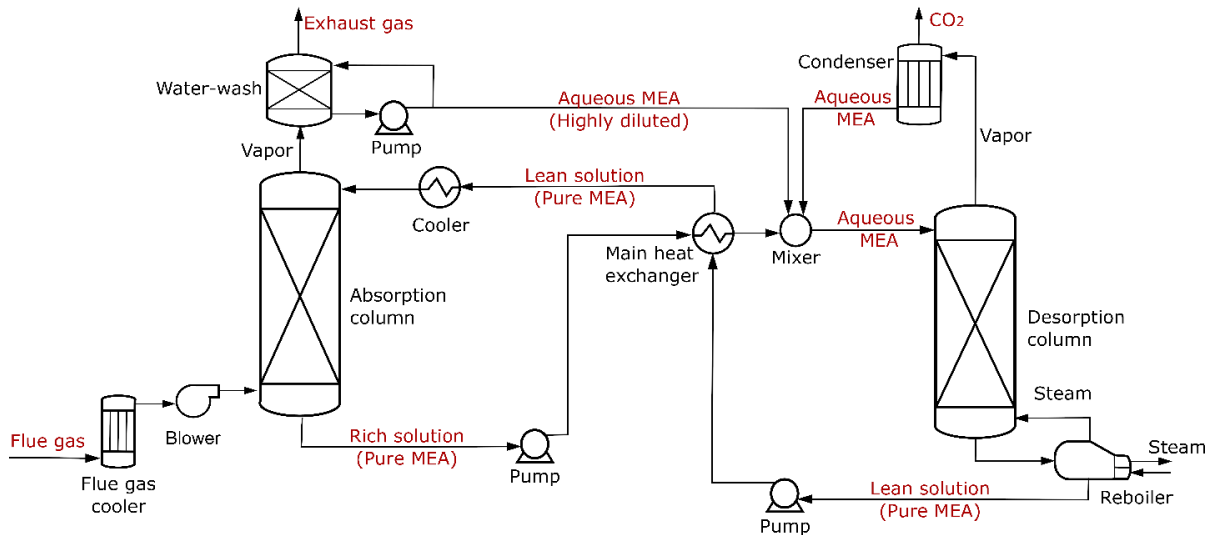 Exhaust gas
CO2
Condenser
Water-wash
Aqueous MEA
(Highly diluted)
Aqueous
MEA
Pump
Vapor
Vapor
Lean solution
(Pure MEA)
Cooler
Aqueous
MEA
Mixer
Main heat
exchanger
Absorption
column
Desorption
column
Steam
Blower
Flue gas
Rich solution
(Pure MEA)
Pump
Steam
Flue gas
cooler
Lean solution
(Pure MEA)
Reboiler
Pump